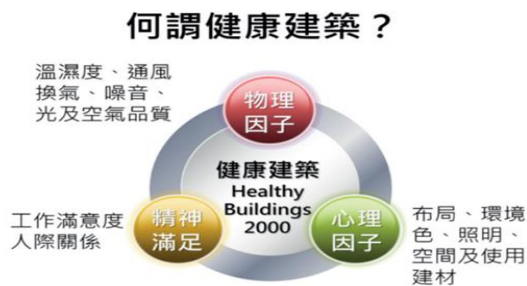 何謂健康建築？
溫濕度、通風
換氣、噪音、
光及空氣品質
物理
因子
健康建築
Healthy
Buildings
2000
工作滿意度
人際關係
精神
滿足
心理
因子
布局、環境
色、照明、
空間及使用
建材